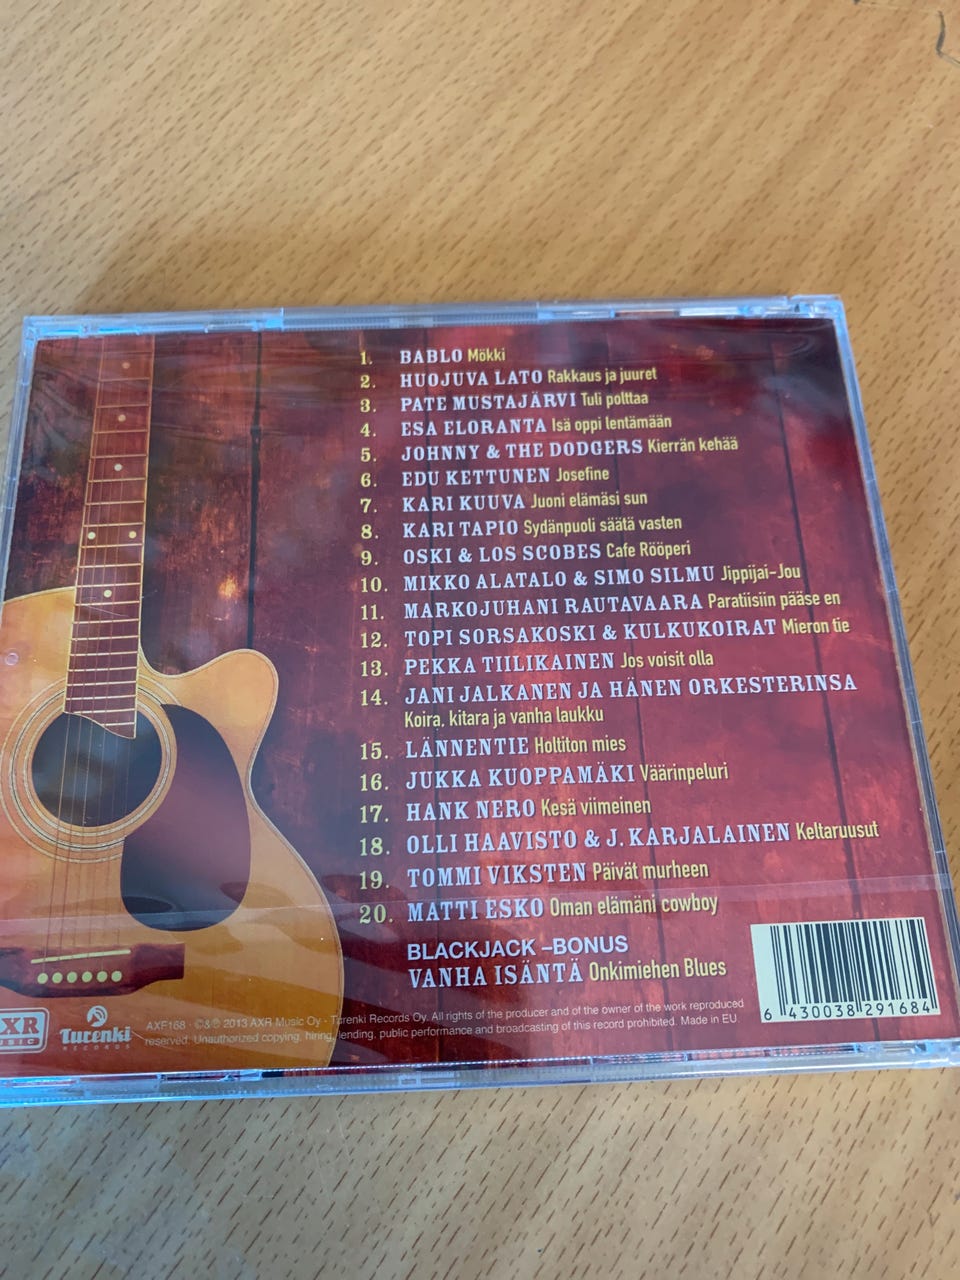 1. BABLO Mökki
2. HUOJUVA LATO Rakkaus ja juuret
3. PATE MUSTAJÄRVI Tuli polttaa
4. ESA ELORANTA Isä oppi lentämään
5. JOHNNY & THE DODGERS Kierrän kehää
6. EDU KETTUNEN Josefine
7. KARI KUUVA Juoni elämäsi sun
8. KARI TAPIO Sydänpuoli säätä vasten
9. OSKI & LOS SCOBES Cafe Rööperi
10. MIKKO ALATALO & SIMO SILMU Jippijai-Jou
11. MARKOJUHANI RAUTAVAARA Paratiisiin pääse en
12. TOPI SORSAKOSKI & KULKUKOIRAT Mieron tie
13. PEKKA TIILIKAINEN Jos voisit olla
14. JANI JALKANEN JA HÄNEN ORKESTERINSA
Koira, kitara ja vanha laukku
15. LÄNNENTIE Holtiton mies
16. JUKKA KUOPPAMÄKI Väärinpeluri
17. HANK NERO Kesä viimeinen
18. OLLI HAAVISTO & J. KARJALAINEN Keltaruusut
19. TOMMI VIKSTEN Päivät murheen
20. MATTI ESKO Oman elämäni cowboy
BLACKJACK -BONUS
VANHA ISÄNTÄ Onkimiehen Blues
AXR MUSIC
Turenki RECORDS
AXF168 · ©&℗ 2013 AXR Music Oy - Turenki Records Oy. All rights of the producer and of the owner of the work reproduced
reserved. Unauthorized copying, hiring, lending, public performance and broadcasting of this record prohibited. Made in EU.
6 430038 291684